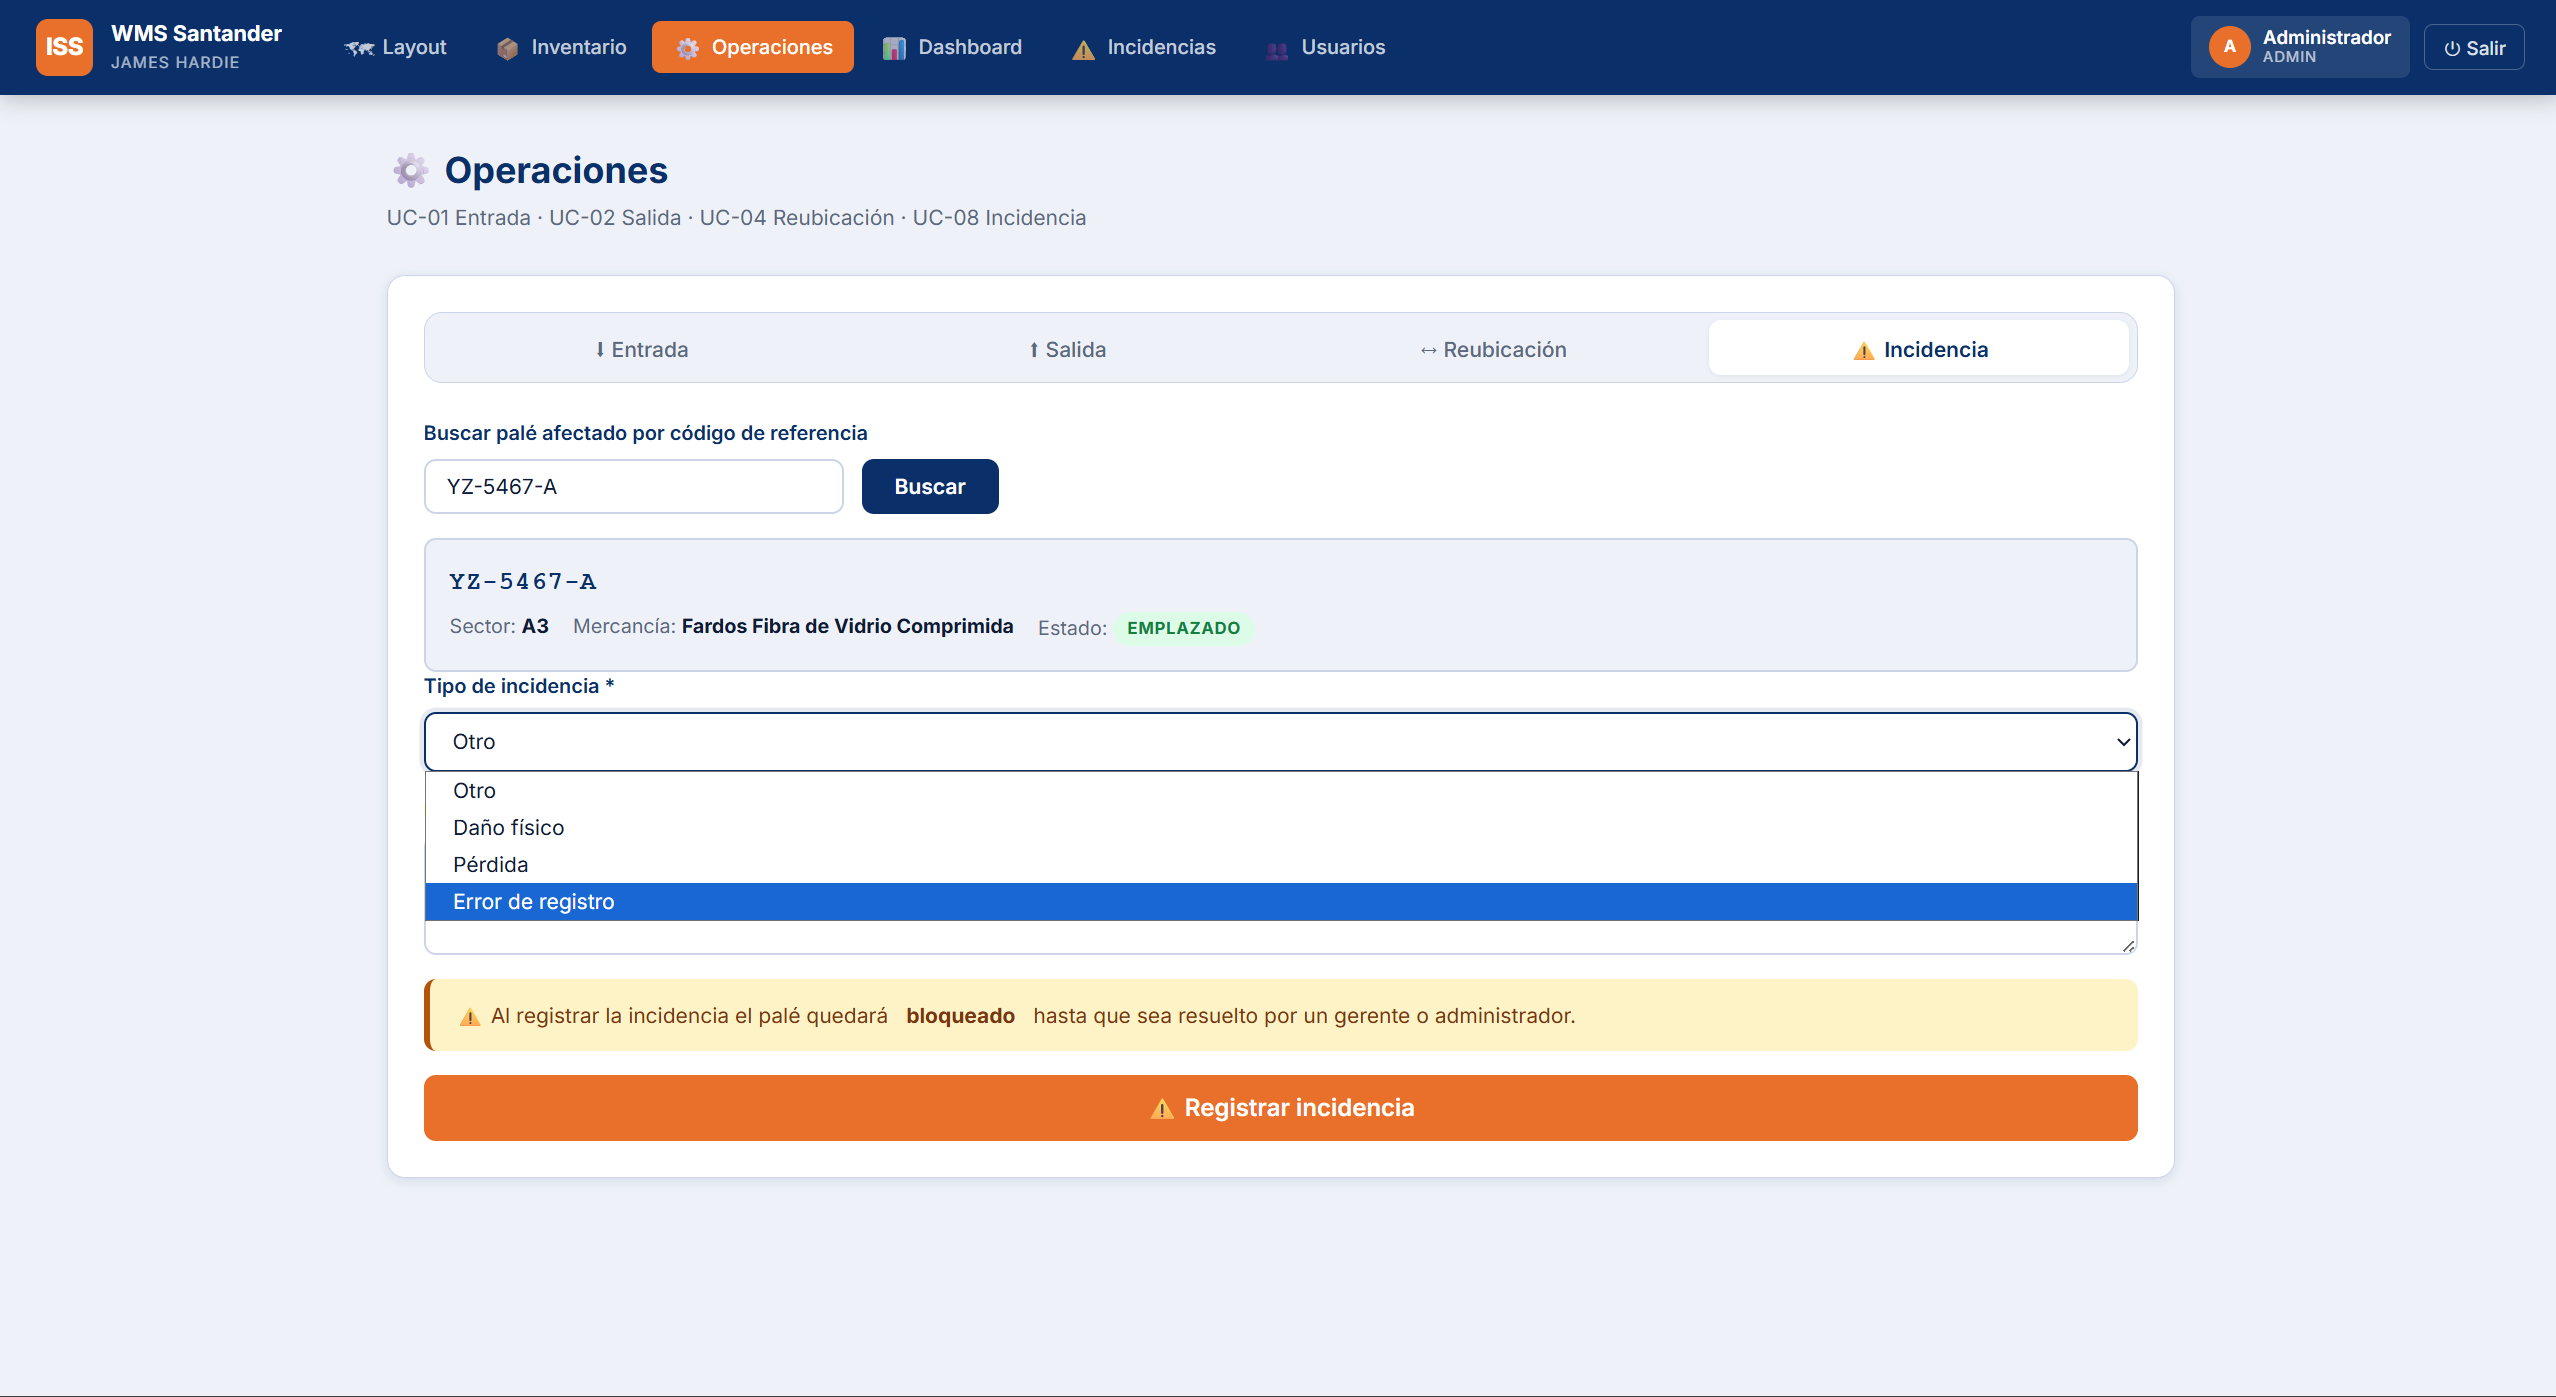 ISS
WMS Santander
JAMES HARDIE
Layout
Inventario
Operaciones
Dashboard
Incidencias
Usuarios
A
Administrador
ADMIN
Salir
Operaciones
UC-01 Entrada · UC-02 Salida · UC-04 Reubicación · UC-08 Incidencia
⬇ Entrada
⬆ Salida
↔ Reubicación
⚠️ Incidencia
Buscar palé afectado por código de referencia
YZ-5467-A
Buscar
YZ-5467-A
Sector: A3 Mercancía: Fardos Fibra de Vidrio Comprimida Estado: EMPLAZADO
Tipo de incidencia *
Otro
Otro
Daño físico
Pérdida
Error de registro
⚠️ Al registrar la incidencia el palé quedará bloqueado hasta que sea resuelto por un gerente o administrador.
⚠️ Registrar incidencia